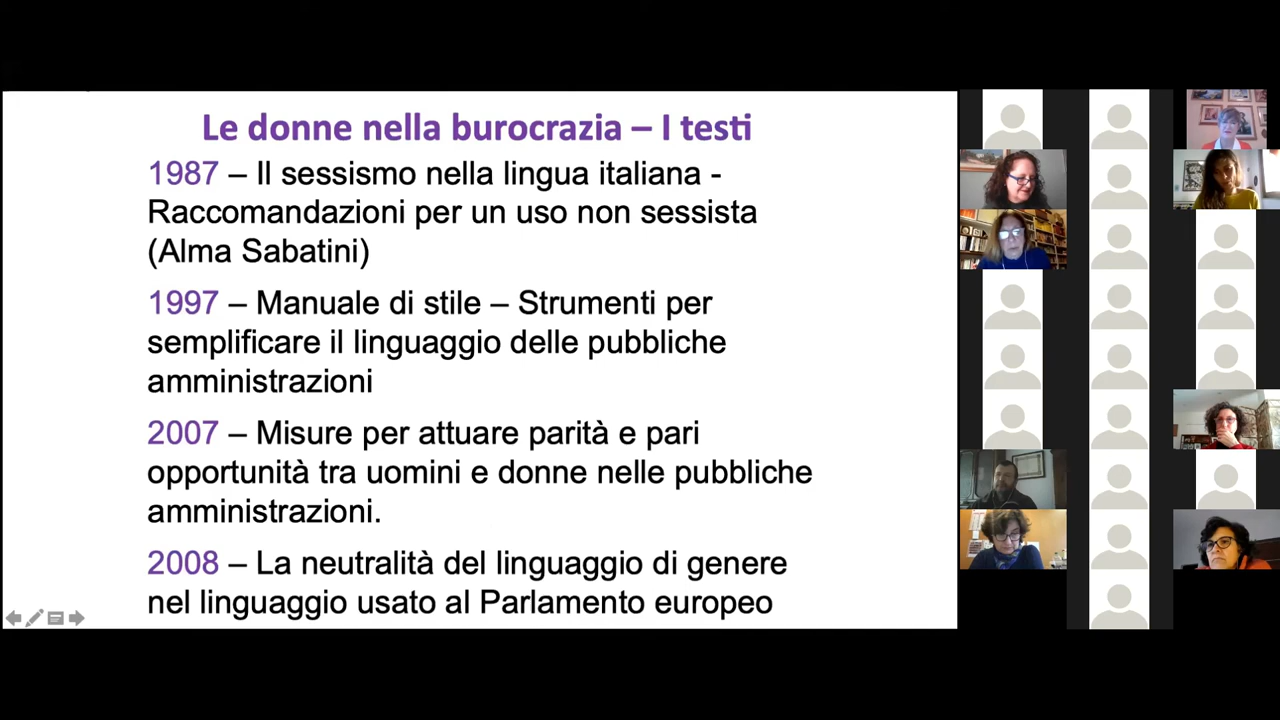 Le donne nella burocrazia – I testi
1987 – Il sessismo nella lingua italiana -
Raccomandazioni per un uso non sessista
(Alma Sabatini)
1997 – Manuale di stile – Strumenti per
semplificare il linguaggio delle pubbliche
amministrazioni
2007 – Misure per attuare parità e pari
opportunità tra uomini e donne nelle pubbliche
amministrazioni.
2008 – La neutralità del linguaggio di genere
nel linguaggio usato al Parlamento europeo